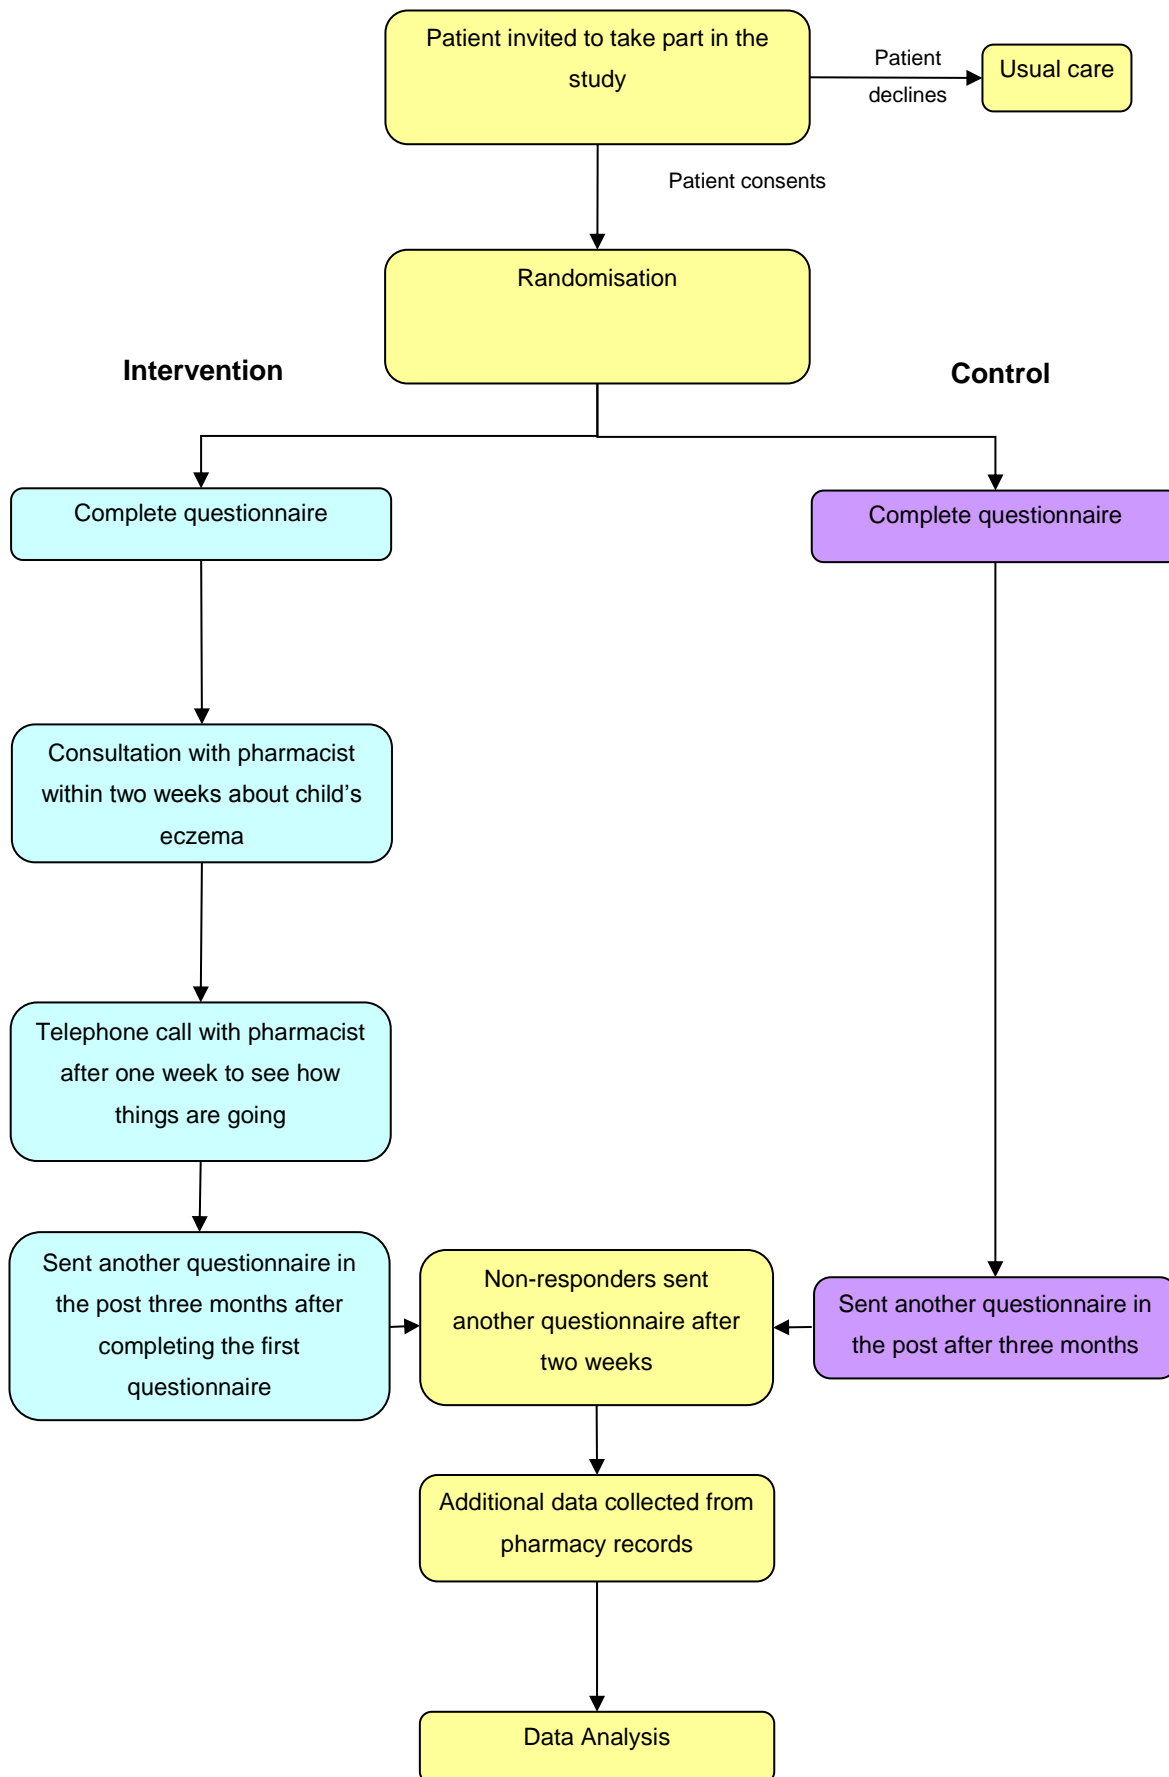 Patient invited to take part in the
study
Patient
declines
Usual care
Patient consents
Randomisation
Intervention
Control
Complete questionnaire
Complete questionnaire
Consultation with pharmacist
within two weeks about child’s
eczema
Telephone call with pharmacist
after one week to see how
things are going
Sent another questionnaire in
the post three months after
completing the first
questionnaire
Non-responders sent
another questionnaire after
two weeks
Sent another questionnaire in
the post after three months
Additional data collected from
pharmacy records
Data Analysis